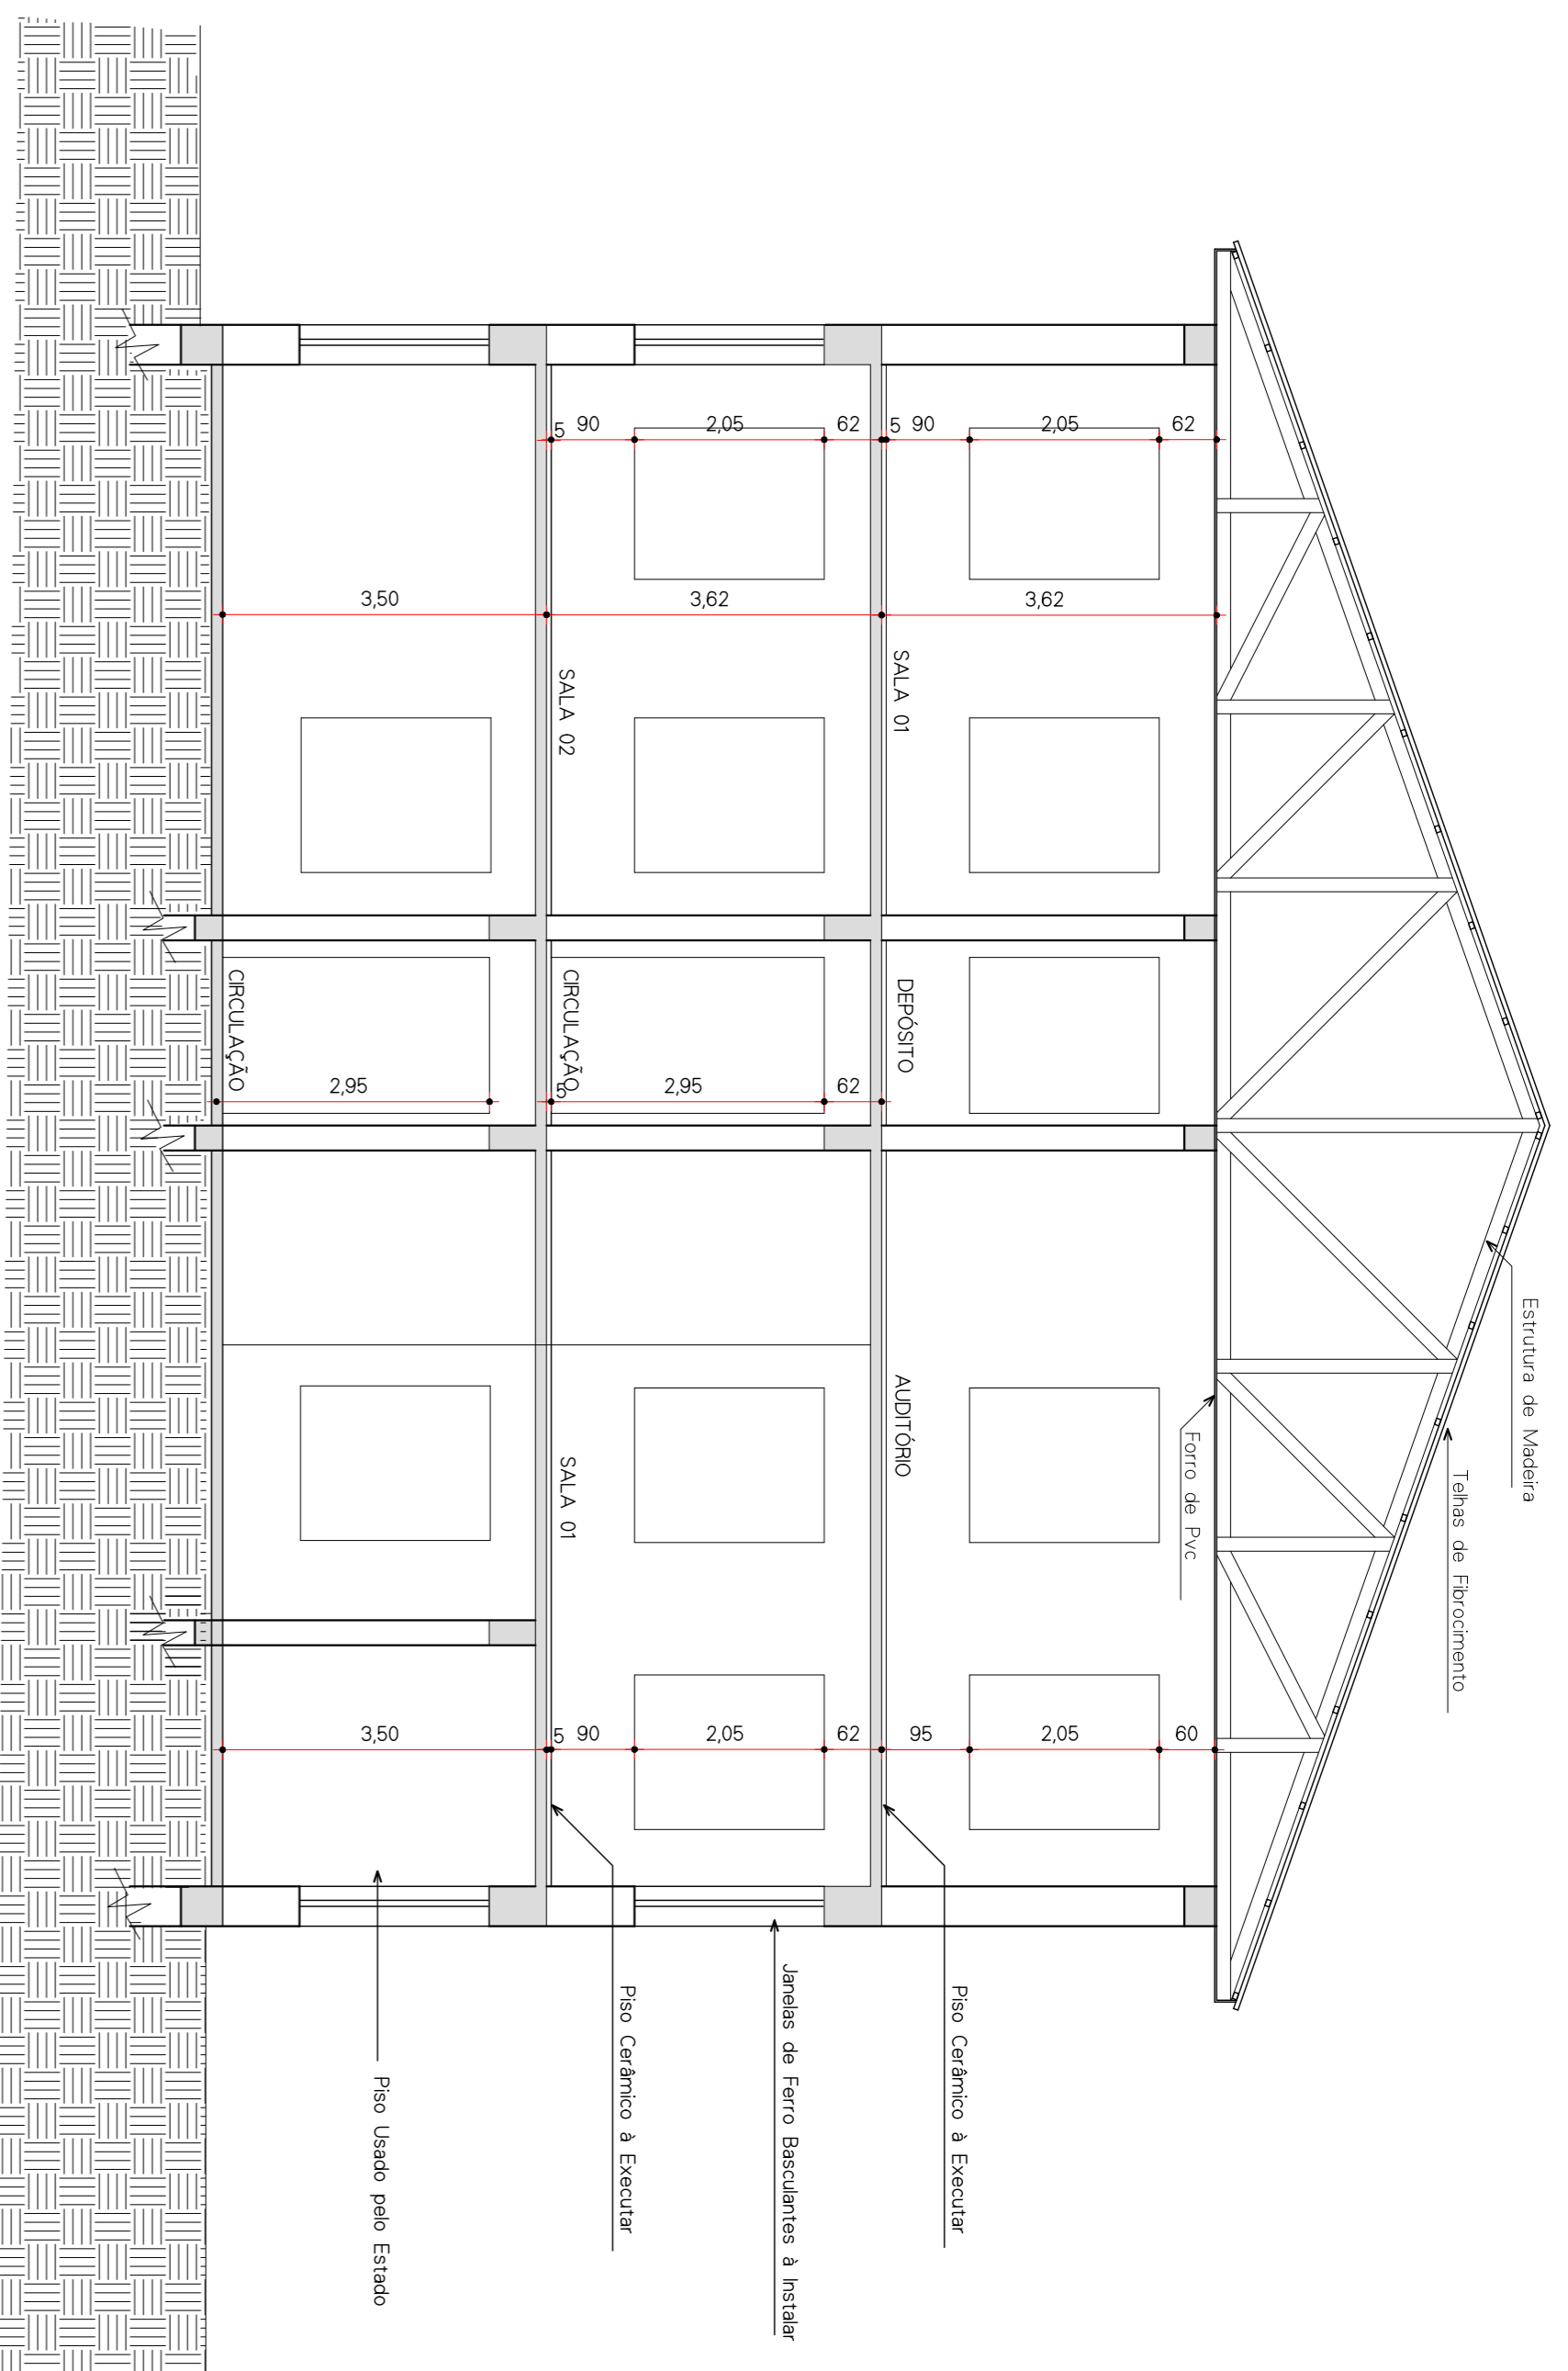 Estrutura de Madeira
Telhas de Fibrocimento
Forro de Pvc
62
2,05
90
5
62
2,05
90
5
3,62
3,62
3,50
SALA 01
SALA 02
DEPÓSITO
CIRCULAÇÃO
CIRCULAÇÃO
62
2,95
5
2,95
AUDITÓRIO
SALA 01
60
2,05
95
62
2,05
90
5
3,50
Piso Cerâmico à Executar
Janelas de Ferro Basculantes à Instalar
Piso Cerâmico à Executar
Piso Usado pelo Estado